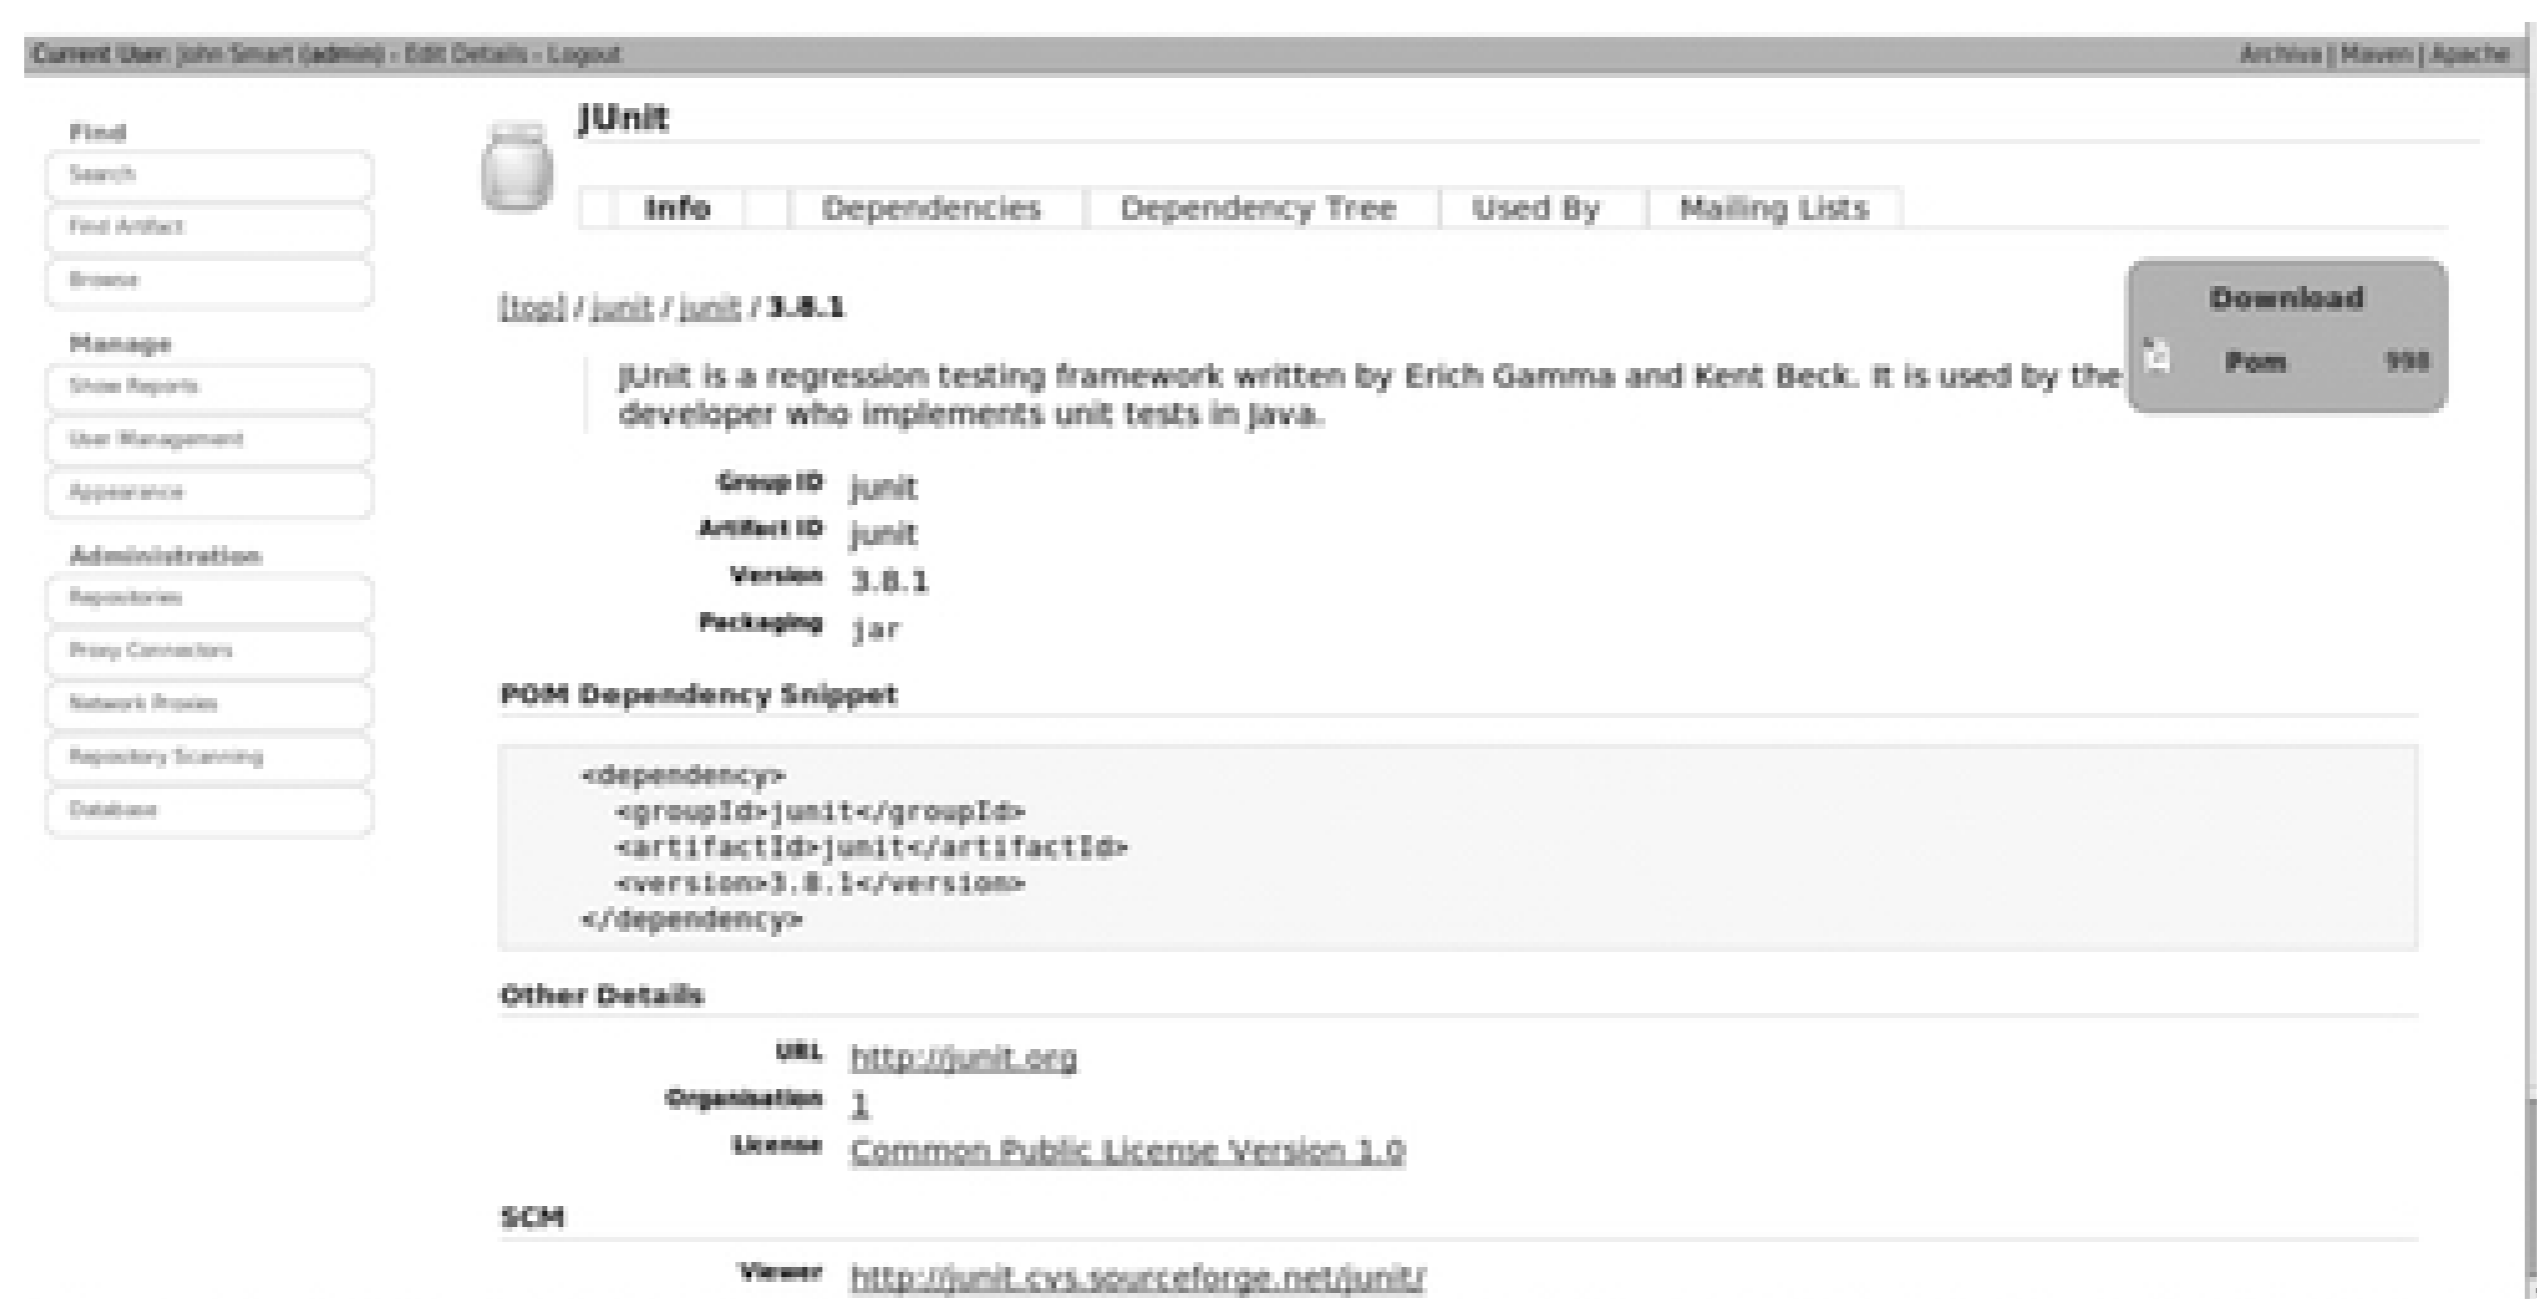 Current User: John Smart (admin) - Edit Details - Logout
Archiva | Maven | Apache
Find
Search
Find Artifact
Browse
Manage
Show Reports
User Management
Appearance
Administration
Repositories
Proxy Connectors
Network Proxies
Repository Scanning
Database
JUnit
Info Dependencies Dependency Tree Used By Mailing Lists
[top] / junit / junit / 3.8.1
Download
Pom 998
JUnit is a regression testing framework written by Erich Gamma and Kent Beck. It is used by the
developer who implements unit tests in Java.
Group ID junit
Artifact ID junit
Version 3.8.1
Packaging jar
POM Dependency Snippet
<dependency>
<groupId>junit</groupId>
<artifactId>junit</artifactId>
<version>3.8.1</version>
</dependency>
Other Details
URL http://junit.org
Organisation 1
License Common Public License Version 1.0
SCM
Viewer http://junit.cvs.sourceforge.net/junit/